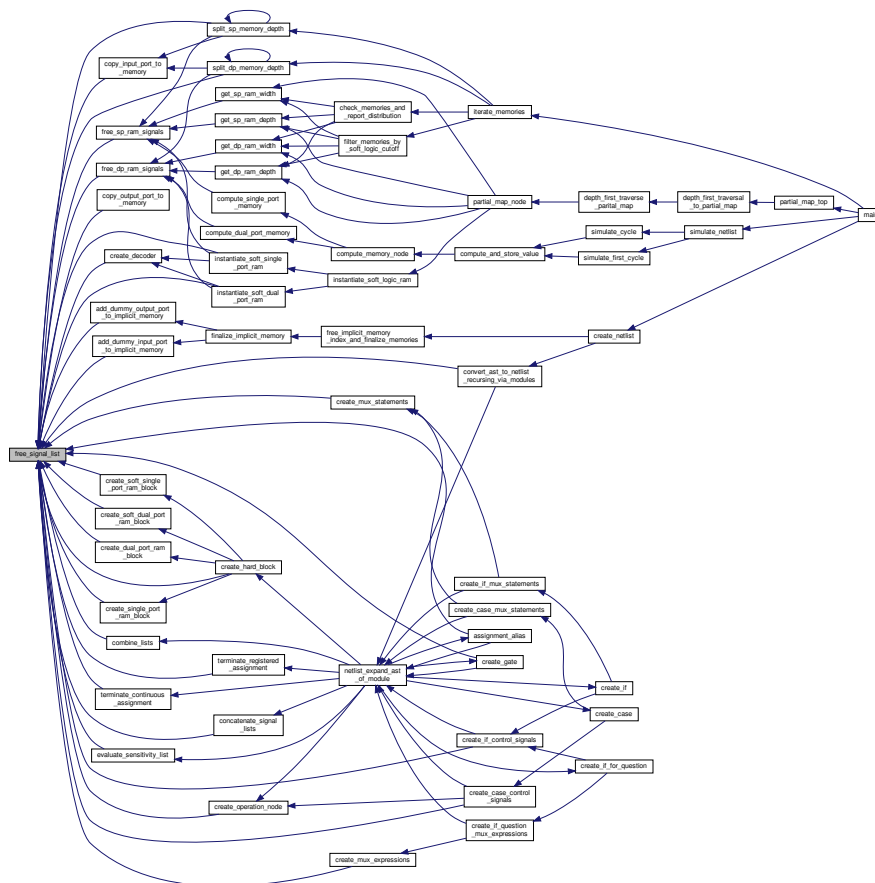 split_sp_memory_depth
copy_input_port_to
_memory
split_dp_memory_depth
get_sp_ram_width
check_memories_and
_report_distribution
iterate_memories
free_sp_ram_signals
get_sp_ram_depth
get_dp_ram_width
filter_memories_by
_soft_logic_cutoff
free_dp_ram_signals
get_dp_ram_depth
copy_output_port_to
_memory
compute_single_port
_memory
partial_map_node
depth_first_traverse
_parital_map
depth_first_traversal
_to_partial_map
partial_map_top
main
compute_dual_port_memory
simulate_cycle
simulate_netlist
create_decoder
instantiate_soft_single
_port_ram
compute_memory_node
compute_and_store_value
simulate_first_cycle
instantiate_soft_logic_ram
instantiate_soft_dual
_port_ram
add_dummy_output_port
_to_implicit_memory
finalize_implicit_memory
free_implicit_memory
_index_and_finalize_memories
create_netlist
add_dummy_input_port
_to_implicit_memory
convert_ast_to_netlist
_recursing_via_modules
create_mux_statements
free_signal_list
create_soft_single
_port_ram_block
create_soft_dual_port
_ram_block
create_dual_port_ram
_block
create_hard_block
create_single_port
_ram_block
create_if_mux_statements
create_case_mux_statements
combine_lists
assignment_alias
terminate_registered
_assignment
netlist_expand_ast
_of_module
create_gate
terminate_continuous
_assignment
create_if
create_case
concatenate_signal
_lists
evaluate_sensitivity_list
create_if_control_signals
create_if_for_question
create_operation_node
create_case_control
_signals
create_if_question
_mux_expressions
create_mux_expressions